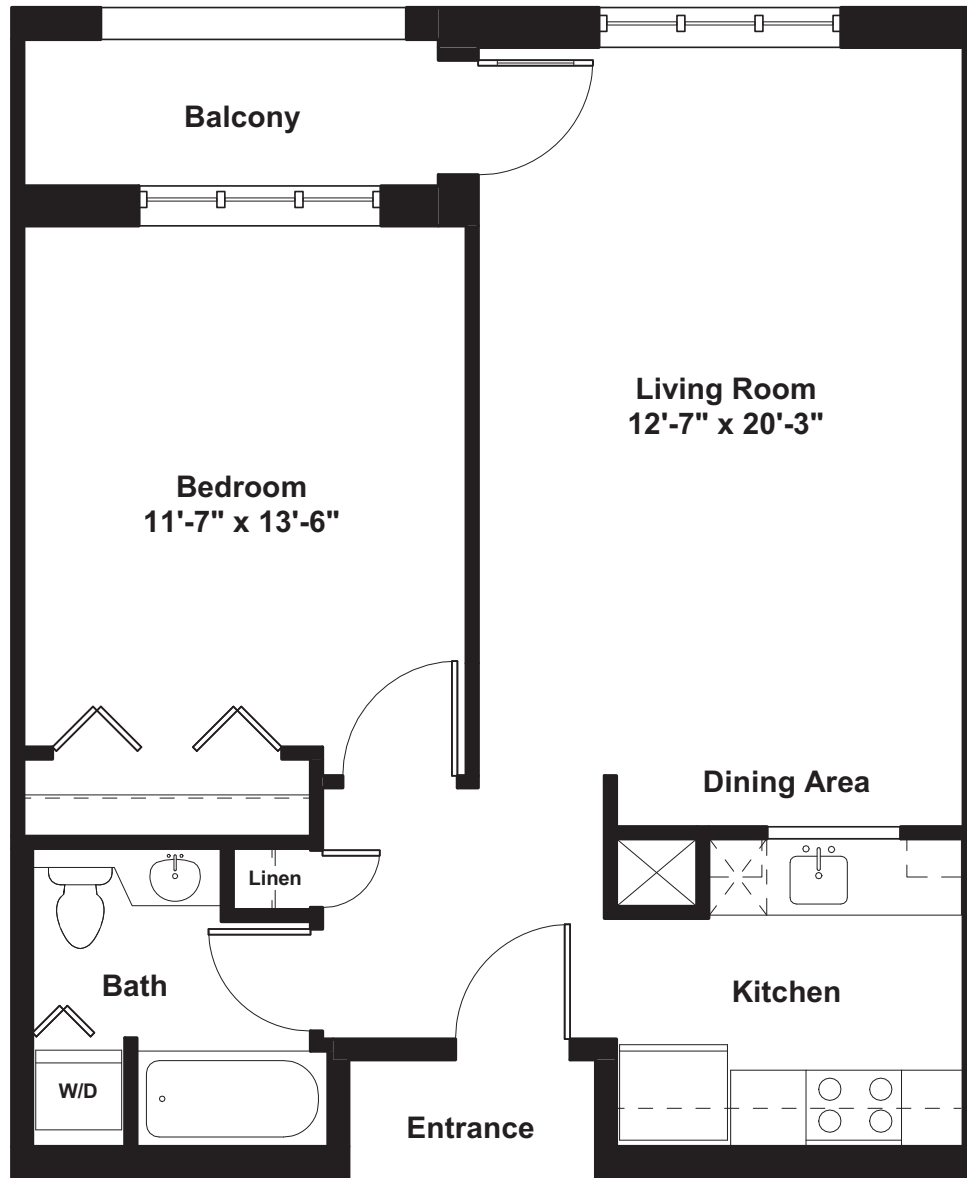 Balcony
Living Room
12'-7" x 20'-3"
Bedroom
11'-7" x 13'-6"
Dining Area
Linen
Bath
Kitchen
W/D
Entrance